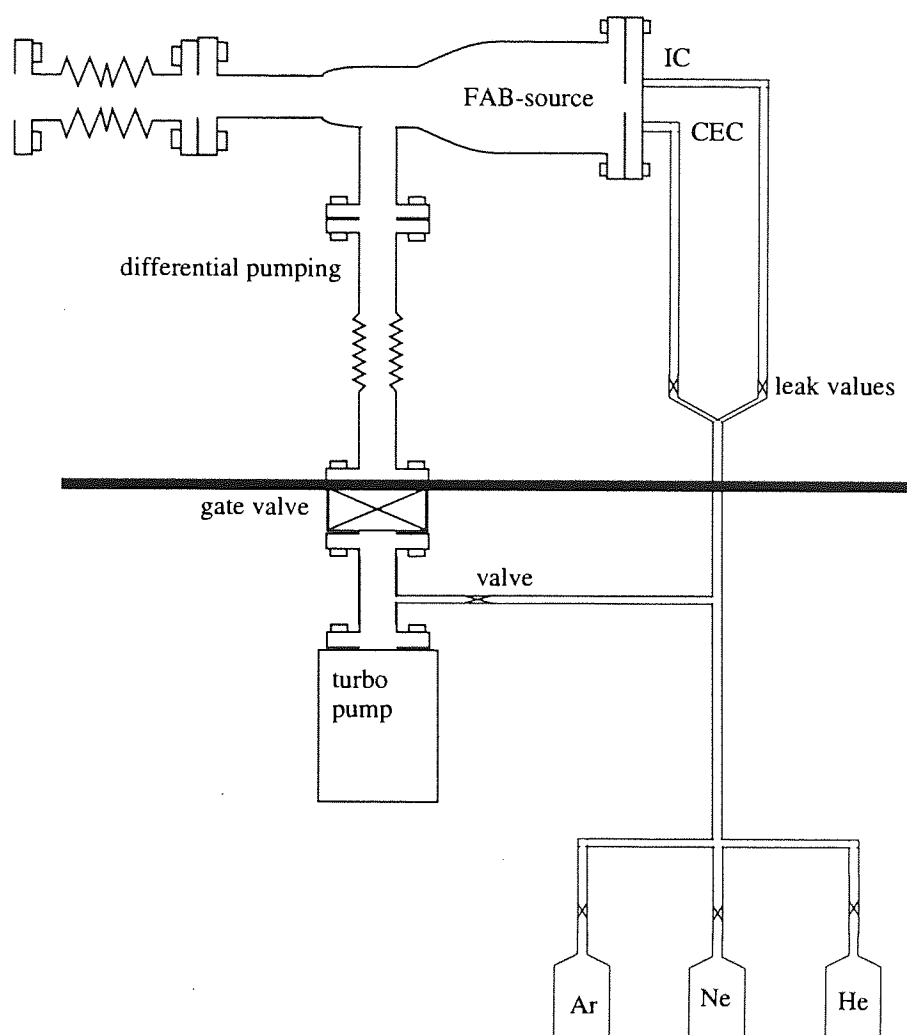 IC
FAB-source
CEC
differential pumping
leak values
gate valve
valve
turbo
pump
Ar
Ne
He